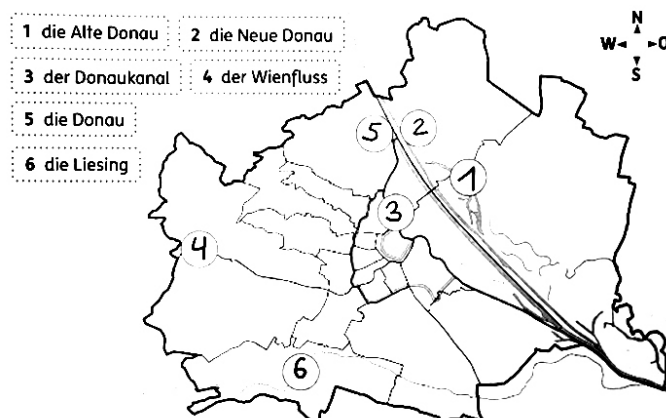 1 die Alte Donau
2 die Neue Donau
3 der Donaukanal
4 der Wienfluss
5 die Donau
6 die Liesing
N
W
O
S
5
2
1
3
4
6